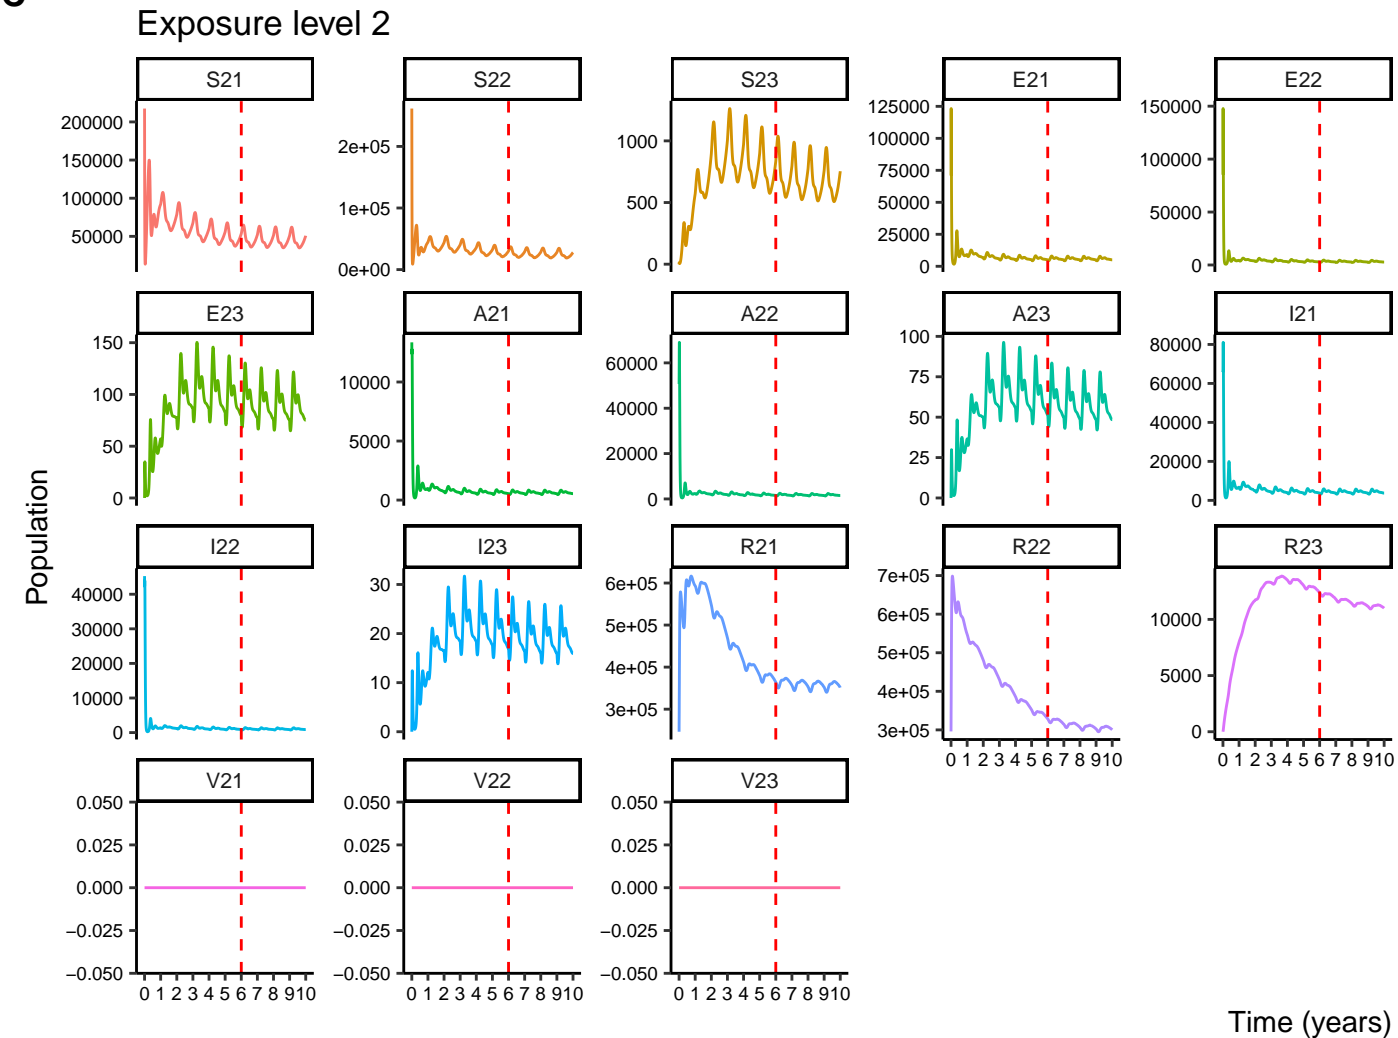 Exposure level 2
S21 S22 S23 E21 E22
200000 150000 100000 50000
2e+05 1e+05 0e+00
1000 500 0
125000 100000 75000 50000 25000 0
150000 100000 50000 0
E23 A21 A22 A23 I21
150 100 50 0
10000 5000 0
60000 40000 20000 0
100 75 50 25 0
80000 60000 40000 20000 0
Population
I22 I23 R21 R22 R23
40000 30000 20000 10000 0
30 20 10 0
6e+05 5e+05 4e+05 3e+05
7e+05 6e+05 5e+05 4e+05 3e+05
10000 5000 0
0 1 2 3 4 5 6 7 8 9 10
0 1 2 3 4 5 6 7 8 9 10
V21 V22 V23
0.050 0.025 0.000 −0.025 −0.050
0.050 0.025 0.000 −0.025 −0.050
0.050 0.025 0.000 −0.025 −0.050
0 1 2 3 4 5 6 7 8 9 10
0 1 2 3 4 5 6 7 8 9 10
0 1 2 3 4 5 6 7 8 9 10
Time (years)